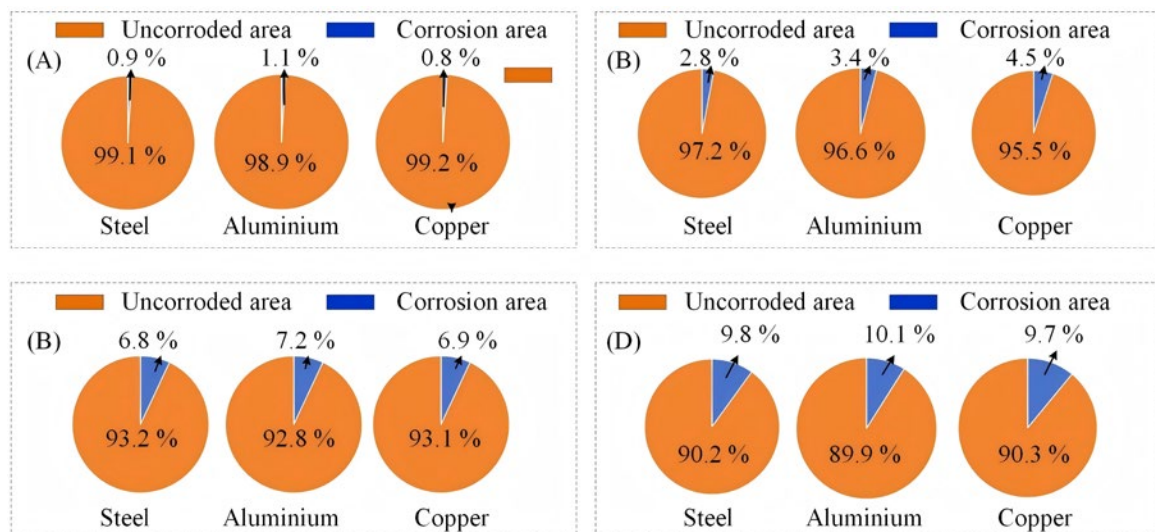 Uncorroded area Corrosion area
(A) 0.9 % 1.1 % 0.8 %
99.1 % 98.9 % 99.2 %
Steel Aluminium Copper
Uncorroded area Corrosion area
(B) 2.8 % 3.4 % 4.5 %
97.2 % 96.6 % 95.5 %
Steel Aluminium Copper
Uncorroded area Corrosion area
(B) 6.8 % 7.2 % 6.9 %
93.2 % 92.8 % 93.1 %
Steel Aluminium Copper
Uncorroded area Corrosion area
(D) 9.8 % 10.1 % 9.7 %
90.2 % 89.9 % 90.3 %
Steel Aluminium Copper